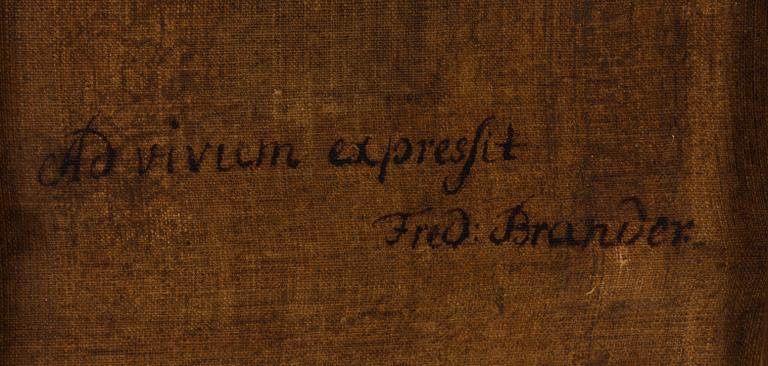 Ad vivum expressit
Fred: Brander.